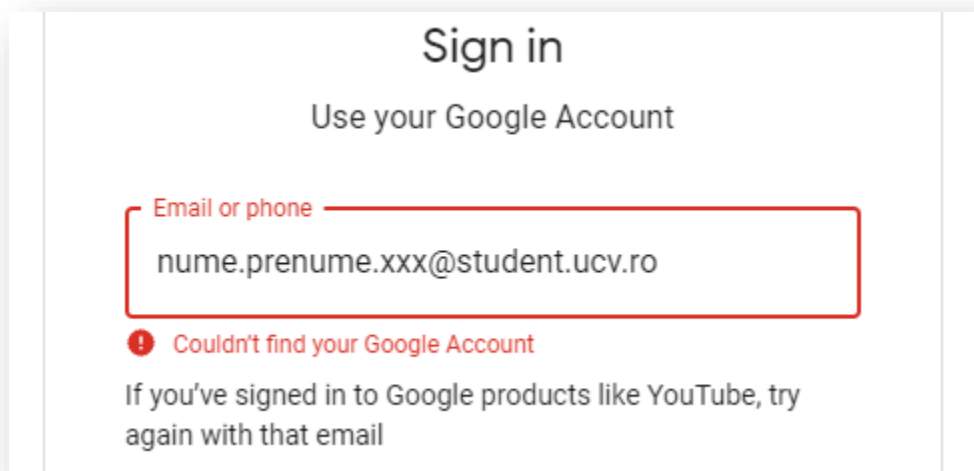 Sign in
Use your Google Account
Email or phone
nume.prenume.xxx@student.ucv.ro
Couldn't find your Google Account
If you’ve signed in to Google products like YouTube, try
again with that email